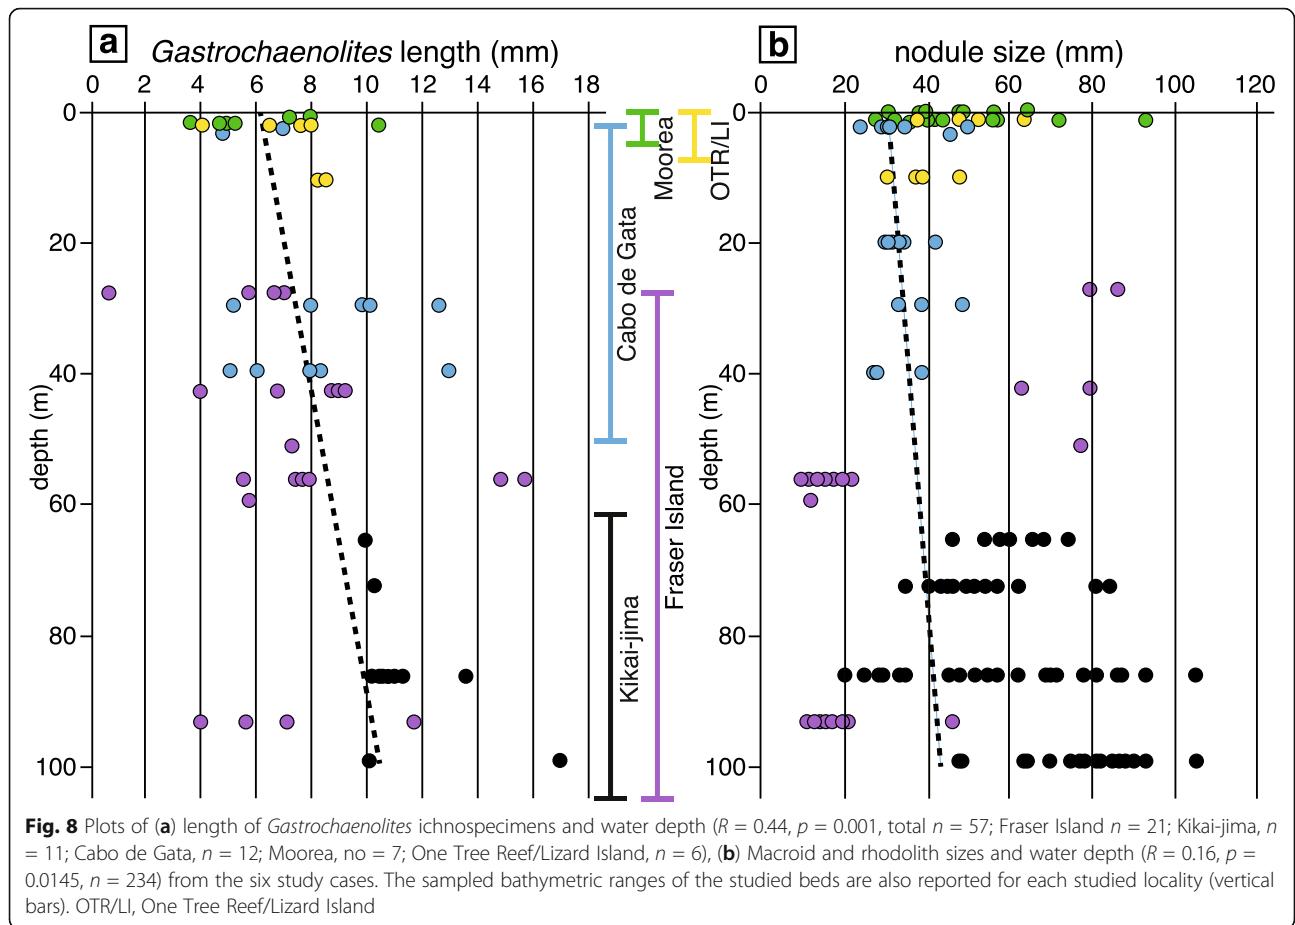 a
Gastrochaenolites length (mm)
0 2 4 6 8 10 12 14 16 18
0
20
40
60
80
100
depth (m)
Cabo de Gata
Moorea
OTR/LI
Fraser Island
Kikai-jima
b
nodule size (mm)
0 20 40 60 80 100 120
0
20
40
60
80
100
depth (m)
Fig. 8 Plots of (a) length of Gastrochaenolites ichnospecimens and water depth (R = 0.44, p = 0.001, total n = 57; Fraser Island n = 21; Kikai-jima, n
= 11; Cabo de Gata, n = 12; Moorea, no = 7; One Tree Reef/Lizard Island, n = 6), (b) Macroid and rhodolith sizes and water depth (R = 0.16, p =
0.0145, n = 234) from the six study cases. The sampled bathymetric ranges of the studied beds are also reported for each studied locality (vertical
bars). OTR/LI, One Tree Reef/Lizard Island